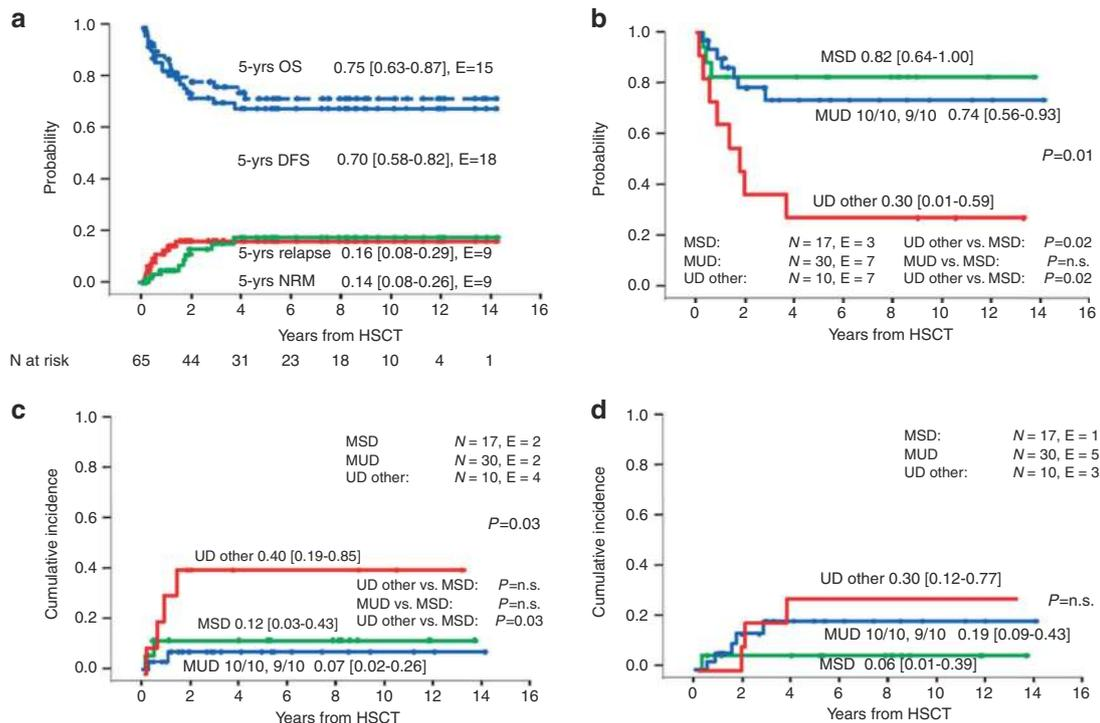 a
1.0
0.8
0.6
0.4
0.2
0.0
Probability
5-yrs OS 0.75 [0.63-0.87], E=15
5-yrs DFS 0.70 [0.58-0.82], E=18
5-yrs relapse 0.16 [0.08-0.29], E=9
5-yrs NRM 0.14 [0.08-0.26], E=9
0 2 4 6 8 10 12 14 16
Years from HSCT
N at risk 65 44 31 23 18 10 4 1
b
1.0
0.8
0.6
0.4
0.2
0.0
Probability
MSD 0.82 [0.64-1.00]
MUD 10/10, 9/10 0.74 [0.56-0.93]
P=0.01
UD other 0.30 [0.01-0.59]
MSD: N = 17, E = 3 UD other vs. MSD: P=0.02
MUD: N = 30, E = 7 MUD vs. MSD: P=n.s.
UD other: N = 10, E = 7 UD other vs. MSD: P=0.02
0 2 4 6 8 10 12 14 16
Years from HSCT
c
1.0
0.8
0.6
0.4
0.2
0.0
Cumulative incidence
MSD N = 17, E = 2
MUD N = 30, E = 2
UD other: N = 10, E = 4
P=0.03
UD other 0.40 [0.19-0.85]
UD other vs. MSD: P=n.s.
MUD vs. MSD: P=n.s.
UD other vs. MSD: P=0.03
MSD 0.12 [0.03-0.43]
MUD 10/10, 9/10 0.07 [0.02-0.26]
0 2 4 6 8 10 12 14 16
Years from HSCT
d
1.0
0.8
0.6
0.4
0.2
0.0
Cumulative incidence
MSD: N = 17, E = 1
MUD N = 30, E = 5
UD other: N = 10, E = 3
UD other 0.30 [0.12-0.77]
P=n.s.
MUD 10/10, 9/10 0.19 [0.09-0.43]
MSD 0.06 [0.01-0.39]
0 2 4 6 8 10 12 14 16
Years from HSCT